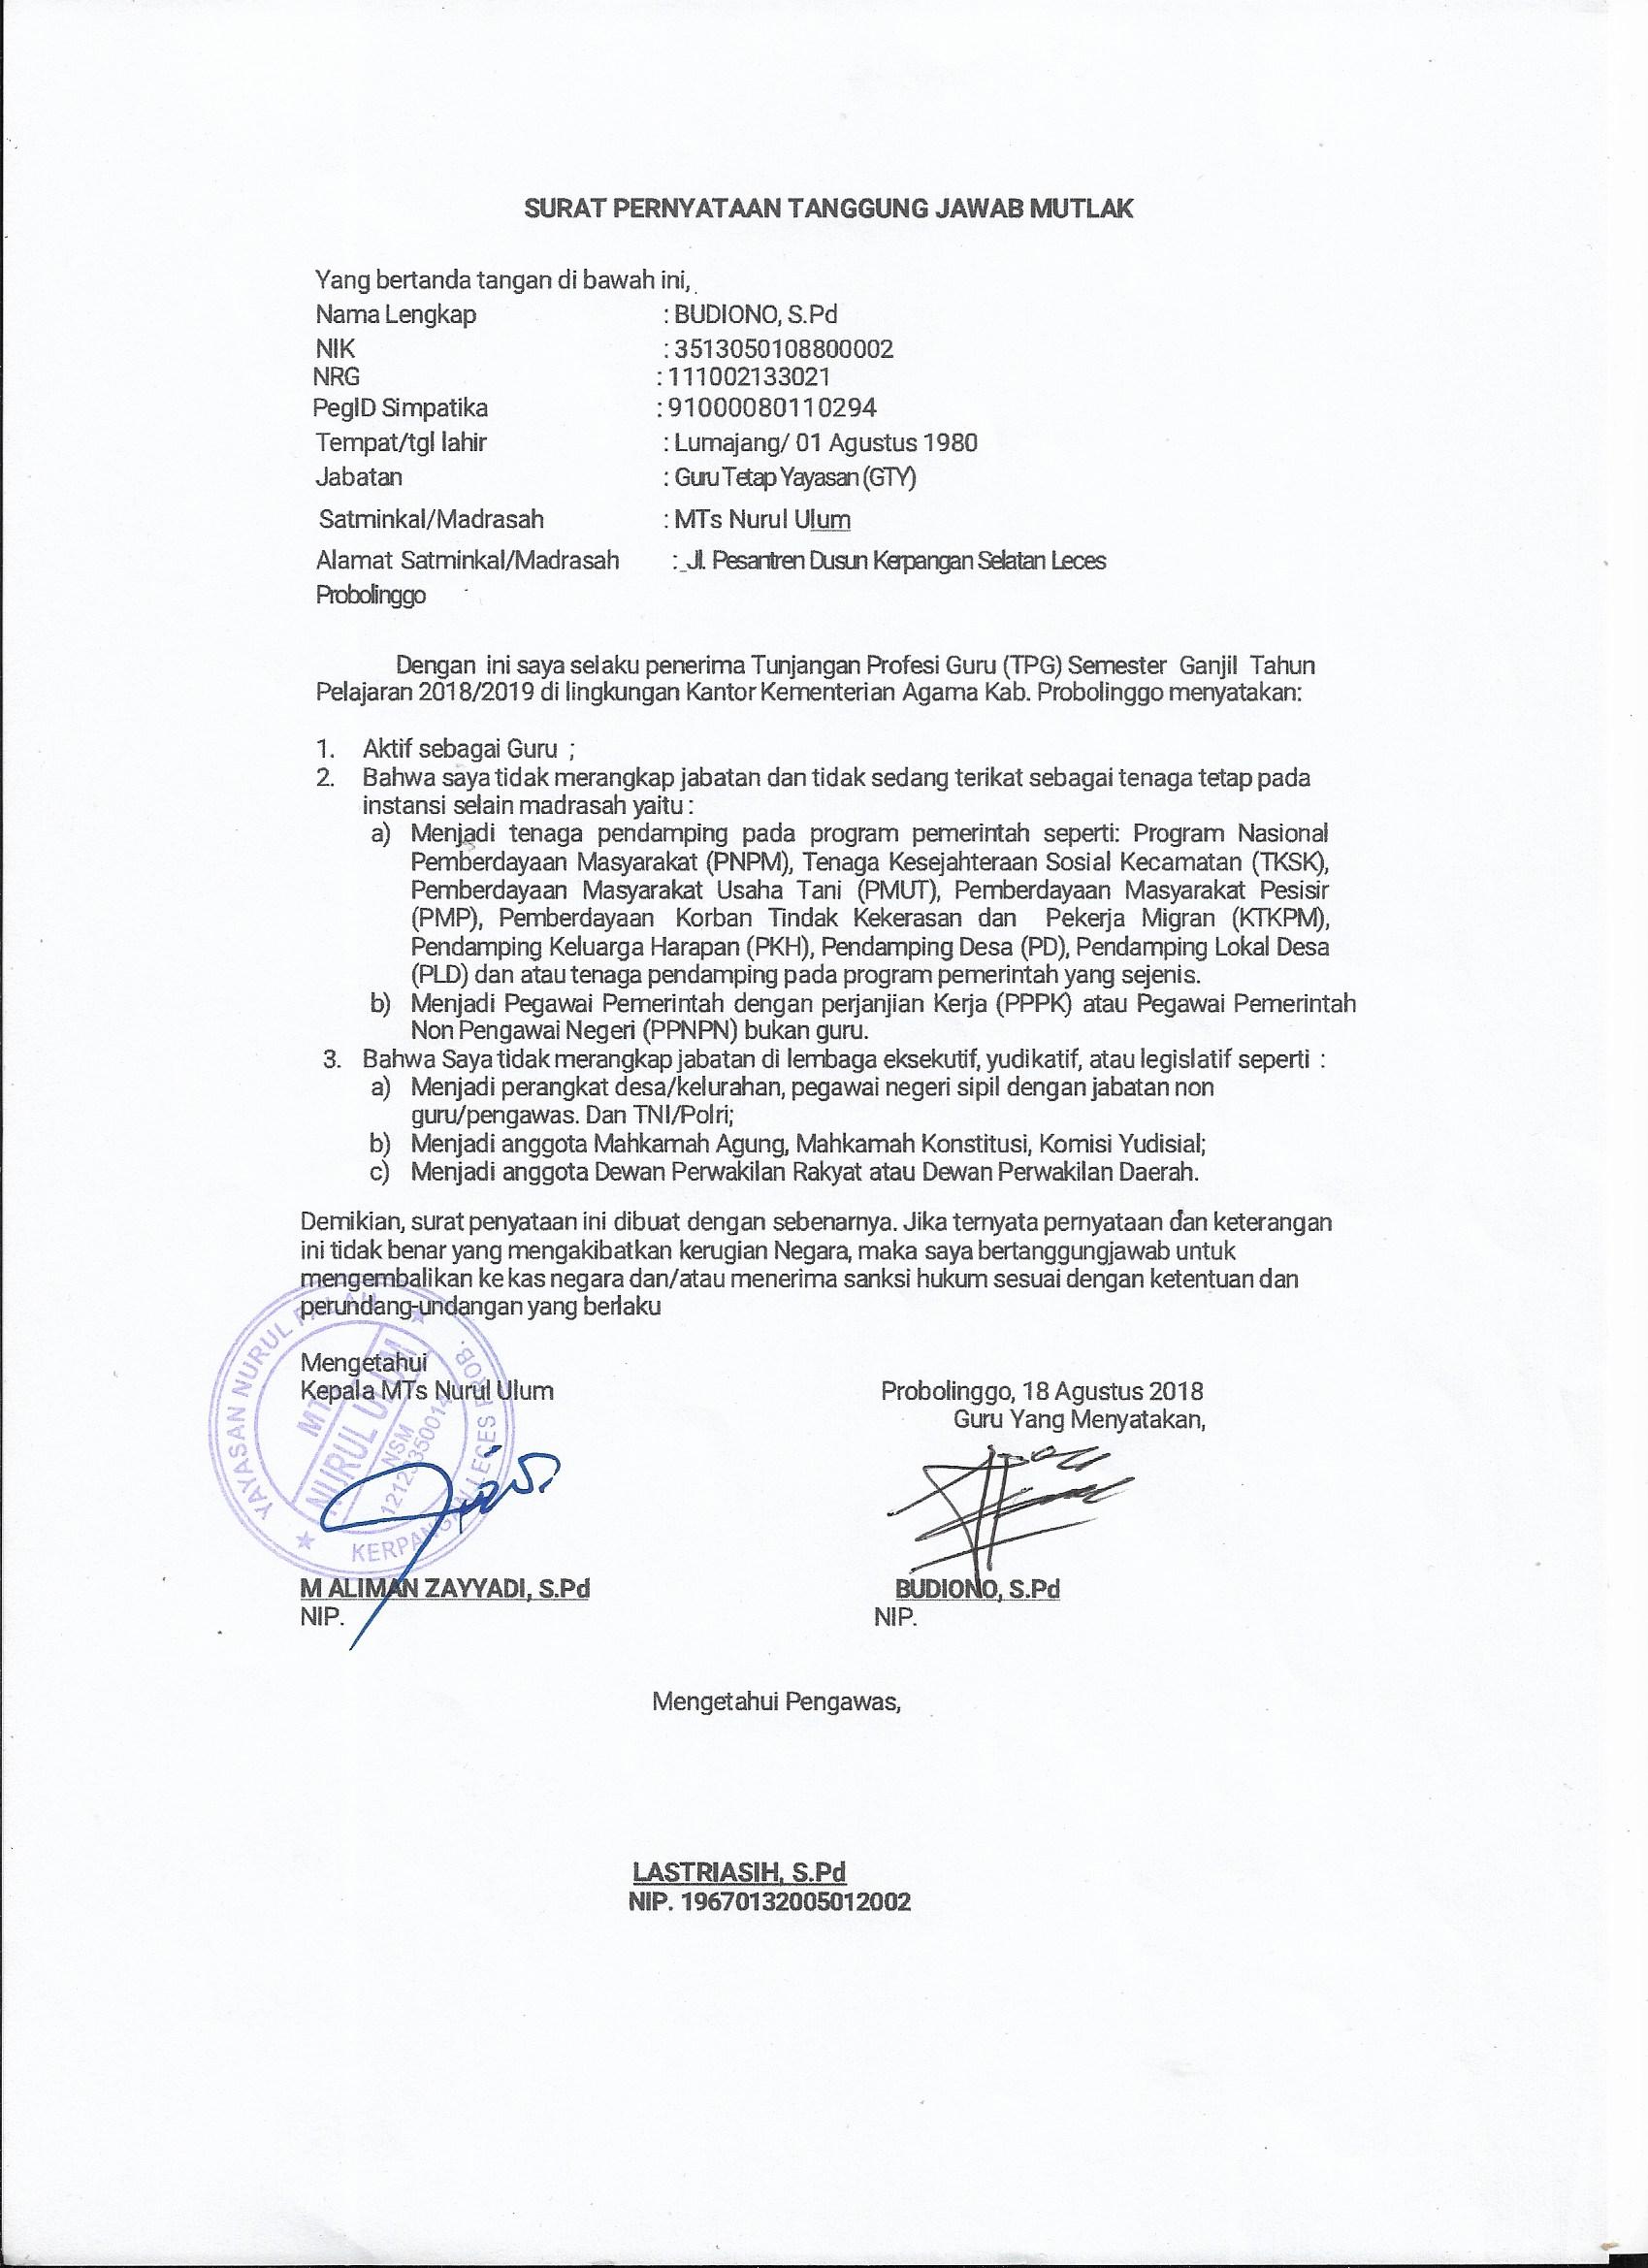 SURAT PERNYATAAN TANGGUNG JAWAB MUTLAK
Yang bertanda tangan di bawah ini,
Nama Lengkap : BUDIONO, S.Pd
NIK : 3513050108800002
NRG : 111002133021
PegID Simpatika : 91000080110294
Tempat/tgl lahir : Lumajang/ 01 Agustus 1980
Jabatan : Guru Tetap Yayasan (GTY)
Satminkal/Madrasah : MTs Nurul Ulum
Alamat Satminkal/Madrasah : Jl. Pesantren Dusun Kerpangan Selatan Leces
Probolinggo
Dengan ini saya selaku penerima Tunjangan Profesi Guru (TPG) Semester Ganjil Tahun
Pelajaran 2018/2019 di lingkungan Kantor Kementerian Agama Kab. Probolinggo menyatakan:
1. Aktif sebagai Guru ;
2. Bahwa saya tidak merangkap jabatan dan tidak sedang terikat sebagai tenaga tetap pada
instansi selain madrasah yaitu :
a) Menjadi tenaga pendamping pada program pemerintah seperti: Program Nasional
Pemberdayaan Masyarakat (PNPM), Tenaga Kesejahteraan Sosial Kecamatan (TKSK),
Pemberdayaan Masyarakat Usaha Tani (PMUT), Pemberdayaan Masyarakat Pesisir
(PMP), Pemberdayaan Korban Tindak Kekerasan dan Pekerja Migran (KTKPM),
Pendamping Keluarga Harapan (PKH), Pendamping Desa (PD), Pendamping Lokal Desa
(PLD) dan atau tenaga pendamping pada program pemerintah yang sejenis.
b) Menjadi Pegawai Pemerintah dengan perjanjian Kerja (PPPK) atau Pegawai Pemerintah
Non Pengawai Negeri (PPNPN) bukan guru.
3. Bahwa Saya tidak merangkap jabatan di lembaga eksekutif, yudikatif, atau legislatif seperti :
a) Menjadi perangkat desa/kelurahan, pegawai negeri sipil dengan jabatan non
guru/pengawas. Dan TNI/Polri;
b) Menjadi anggota Mahkamah Agung, Mahkamah Konstitusi, Komisi Yudisial;
c) Menjadi anggota Dewan Perwakilan Rakyat atau Dewan Perwakilan Daerah.
Demikian, surat penyataan ini dibuat dengan sebenarnya. Jika ternyata pernyataan dan keterangan
ini tidak benar yang mengakibatkan kerugian Negara, maka saya bertanggungjawab untuk
mengembalikan ke kas negara dan/atau menerima sanksi hukum sesuai dengan ketentuan dan
perundang-undangan yang berlaku
Mengetahui
Kepala MTs Nurul Ulum
Probolinggo, 18 Agustus 2018
Guru Yang Menyatakan,
YAYASAN NURUL
MTs
NURUL ULUM
NSM
KERPANGAN LECES PROB.
M ALIMAN ZAYYADI, S.Pd
NIP.
BUDIONO, S.Pd
NIP.
Mengetahui Pengawas,
LASTRIASIH, S.Pd
NIP. 19670132005012002